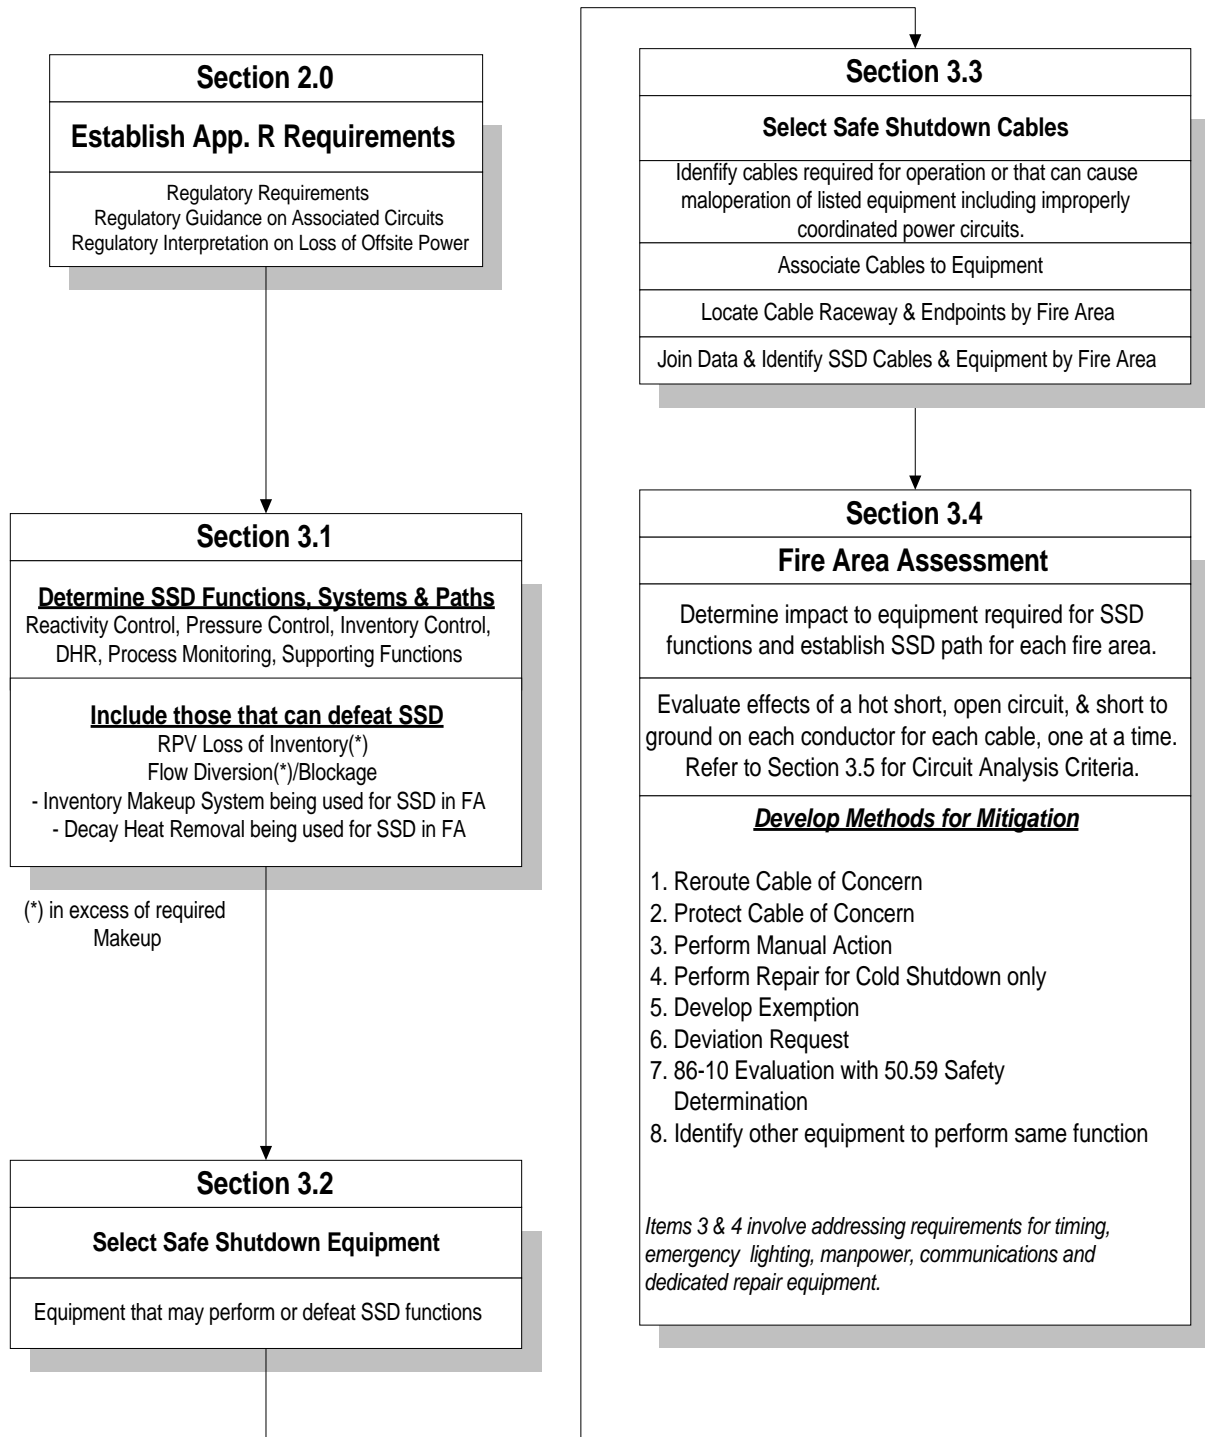 Section 2.0
Establish App. R Requirements
Regulatory Requirements
Regulatory Guidance on Associated Circuits
Regulatory Interpretation on Loss of Offsite Power
Section 3.1
Determine SSD Functions, Systems & Paths
Reactivity Control, Pressure Control, Inventory Control,
DHR, Process Monitoring, Supporting Functions
Include those that can defeat SSD
RPV Loss of Inventory(*)
Flow Diversion(*)/Blockage
- Inventory Makeup System being used for SSD in FA
- Decay Heat Removal being used for SSD in FA
(*) in excess of required
Makeup
Section 3.2
Select Safe Shutdown Equipment
Equipment that may perform or defeat SSD functions
Section 3.3
Select Safe Shutdown Cables
Idenfify cables required for operation or that can cause
maloperation of listed equipment including improperly
coordinated power circuits.
Associate Cables to Equipment
Locate Cable Raceway & Endpoints by Fire Area
Join Data & Identify SSD Cables & Equipment by Fire Area
Section 3.4
Fire Area Assessment
Determine impact to equipment required for SSD
functions and establish SSD path for each fire area.
Evaluate effects of a hot short, open circuit, & short to
ground on each conductor for each cable, one at a time.
Refer to Section 3.5 for Circuit Analysis Criteria.
Develop Methods for Mitigation
1. Reroute Cable of Concern
2. Protect Cable of Concern
3. Perform Manual Action
4. Perform Repair for Cold Shutdown only
5. Develop Exemption
6. Deviation Request
7. 86-10 Evaluation with 50.59 Safety
Determination
8. Identify other equipment to perform same function
Items 3 & 4 involve addressing requirements for timing,
emergency lighting, manpower, communications and
dedicated repair equipment.